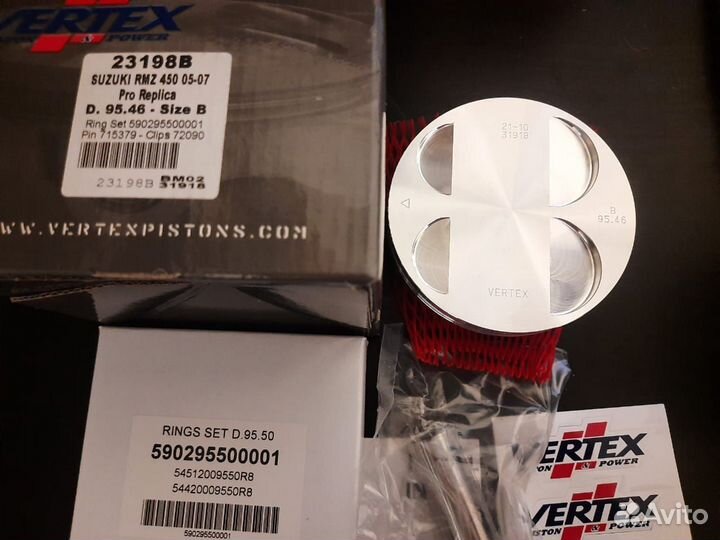 VERTEX
PISTON & POWER
23198B
SUZUKI RMZ 450 05-07
Pro Replica
D. 95.46 - Size B
Ring Set 590295500001
Pin 715379 - Clips 72090
23198B BM02
31918
WWW.VERTEXPISTONS.COM
21-10
31918
B
95.46
VERTEX
RINGS SET D.95.50
590295500001
54512009550R8
54420009550R8
590295500001
VERTEX
PISTON & POWER
VERTEX
PISTON & POWER
Avito